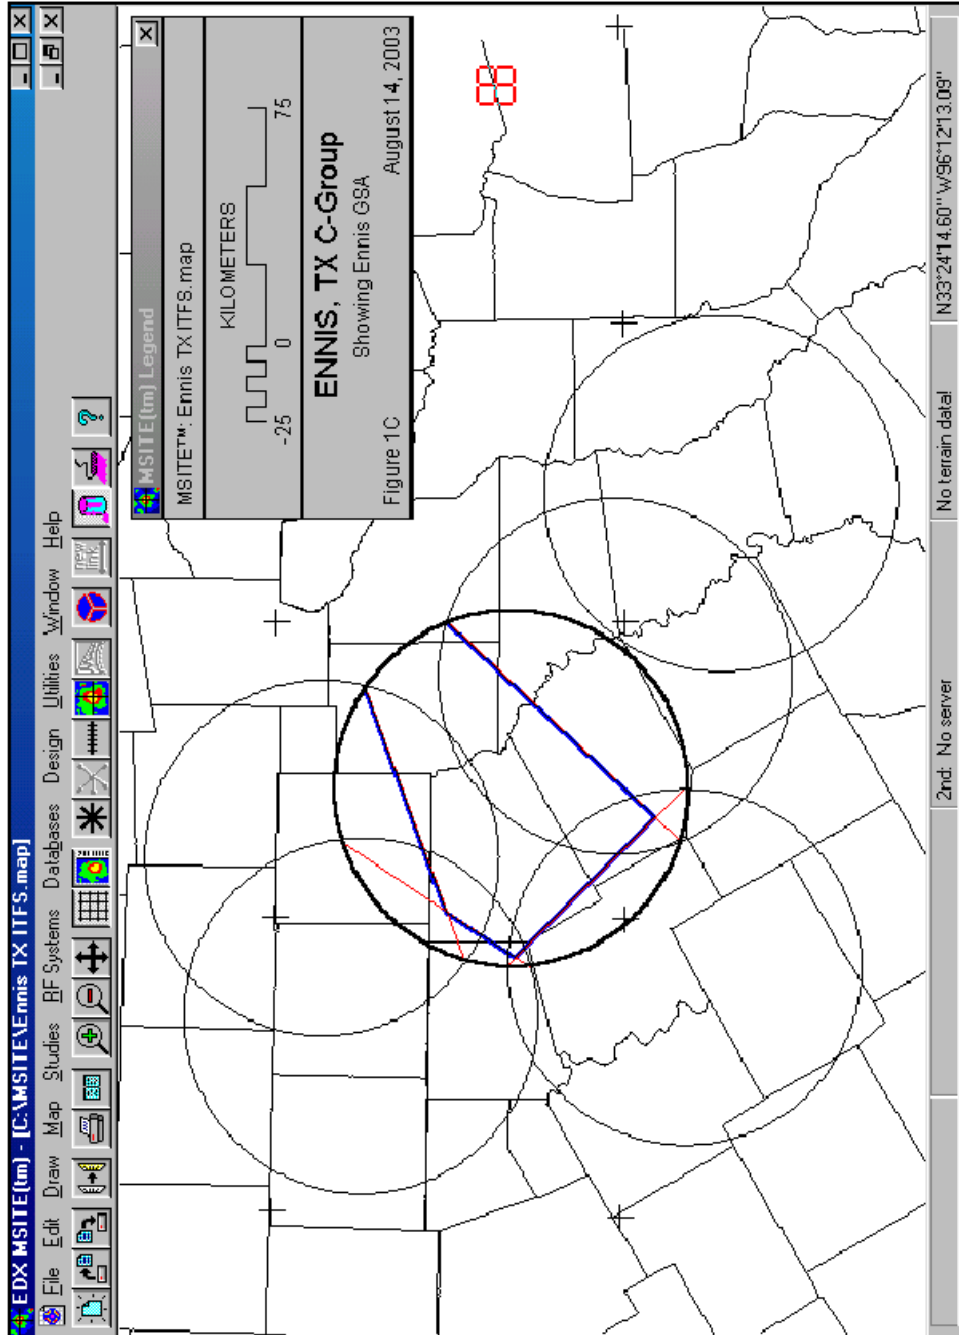 EDX MSITE(tm) - [C:\MSITE\Ennis TX ITFS.map]
File Edit Draw Map Studies RF Systems Databases Design Utilities Window Help
new link
MSITE(tm) Legend
MSITE™: Ennis TX ITFS.map
KILOMETERS
-25 0 75
ENNIS, TX C-Group
Showing Ennis GSA
Figure 1C August 14, 2003
2nd: No server
No terrain data!
N33°24'14.60" W96°12'13.09"